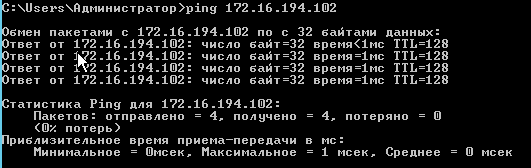 C:\Users\Администратор>ping 172.16.194.102
Обмен пакетами с 172.16.194.102 по с 32 байтами данных:
Ответ от 172.16.194.102: число байт=32 время<1мс TTL=128
Ответ от 172.16.194.102: число байт=32 время=1мс TTL=128
Ответ от 172.16.194.102: число байт=32 время=1мс TTL=128
Ответ от 172.16.194.102: число байт=32 время=1мс TTL=128
Статистика Ping для 172.16.194.102:
Пакетов: отправлено = 4, получено = 4, потеряно = 0
(0% потерь)
Приблизительное время приема-передачи в мс:
Минимальное = 0мсек, Максимальное = 1 мсек, Среднее = 0 мсек